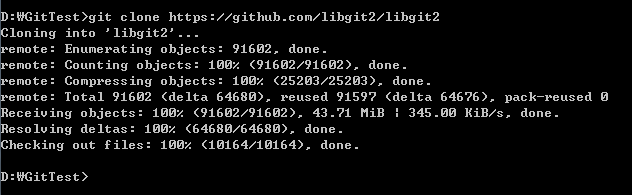 D:₩GitTest>git clone https://github.com/libgit2/libgit2
Cloning into 'libgit2'...
remote: Enumerating objects: 91602, done.
remote: Counting objects: 100% (91602/91602), done.
remote: Compressing objects: 100% (25203/25203), done.
remote: Total 91602 (delta 64680), reused 91597 (delta 64676), pack-reused 0
Receiving objects: 100% (91602/91602), 43.71 MiB ¦ 345.00 KiB/s, done.
Resolving deltas: 100% (64680/64680), done.
Checking out files: 100% (10164/10164), done.
D:₩GitTest>